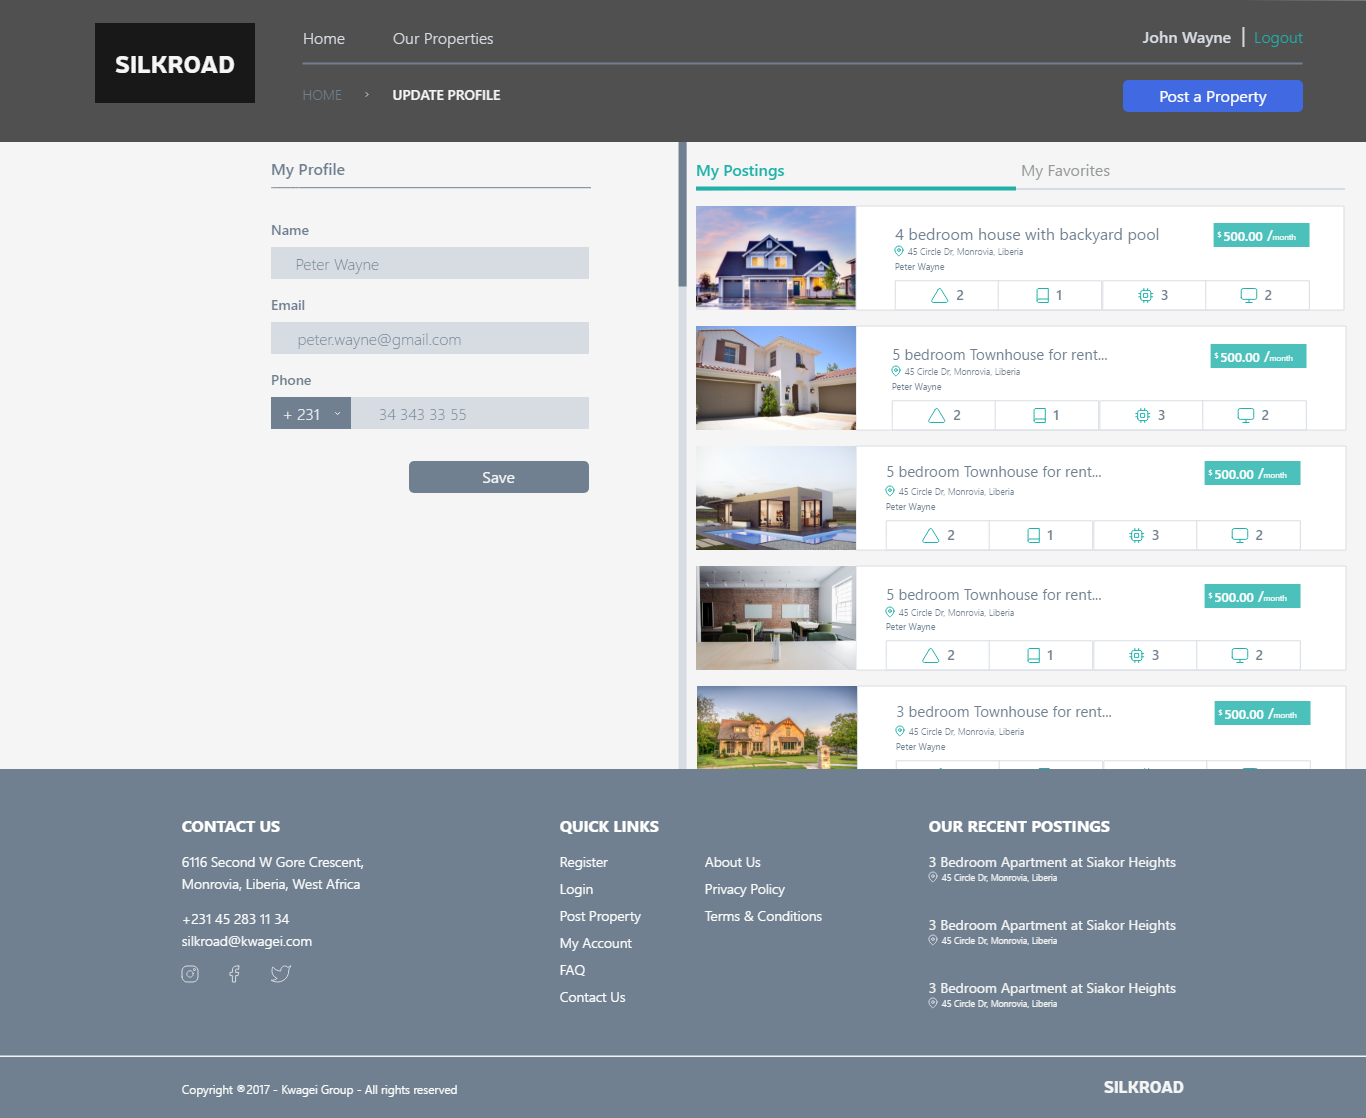 SILKROAD
Home
Our Properties
John Wayne | Logout
HOME > UPDATE PROFILE
Post a Property
My Profile
Name
Peter Wayne
Email
peter.wayne@gmail.com
Phone
+ 231
34 343 33 55
Save
My Postings
My Favorites
4 bedroom house with backyard pool
$500.00 /month
45 Circle Dr, Monrovia, Liberia
Peter Wayne
2 1 3 2
5 bedroom Townhouse for rent...
$500.00 /month
45 Circle Dr, Monrovia, Liberia
Peter Wayne
2 1 3 2
5 bedroom Townhouse for rent...
$500.00 /month
45 Circle Dr, Monrovia, Liberia
Peter Wayne
2 1 3 2
5 bedroom Townhouse for rent...
$500.00 /month
45 Circle Dr, Monrovia, Liberia
Peter Wayne
2 1 3 2
3 bedroom Townhouse for rent...
$500.00 /month
45 Circle Dr, Monrovia, Liberia
Peter Wayne
CONTACT US
6116 Second W Gore Crescent,
Monrovia, Liberia, West Africa
+231 45 283 11 34
silkroad@kwagei.com
QUICK LINKS
Register
Login
Post Property
My Account
FAQ
Contact Us
About Us
Privacy Policy
Terms & Conditions
OUR RECENT POSTINGS
3 Bedroom Apartment at Siakor Heights
45 Circle Dr, Monrovia, Liberia
3 Bedroom Apartment at Siakor Heights
45 Circle Dr, Monrovia, Liberia
3 Bedroom Apartment at Siakor Heights
45 Circle Dr, Monrovia, Liberia
Copyright ®2017 - Kwagei Group - All rights reserved
SILKROAD